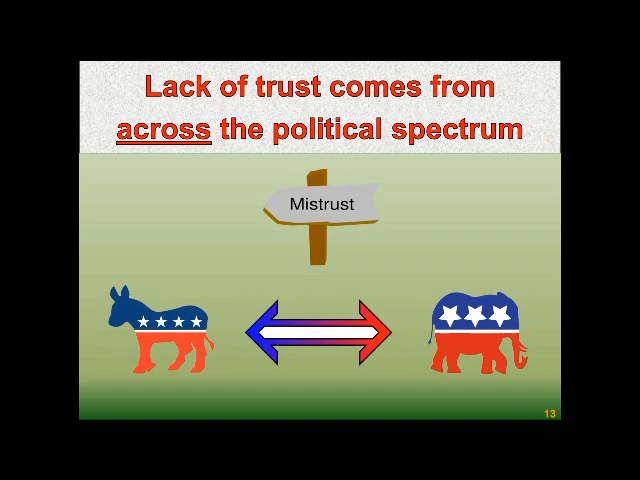 Lack of trust comes from
across the political spectrum
Mistrust
13